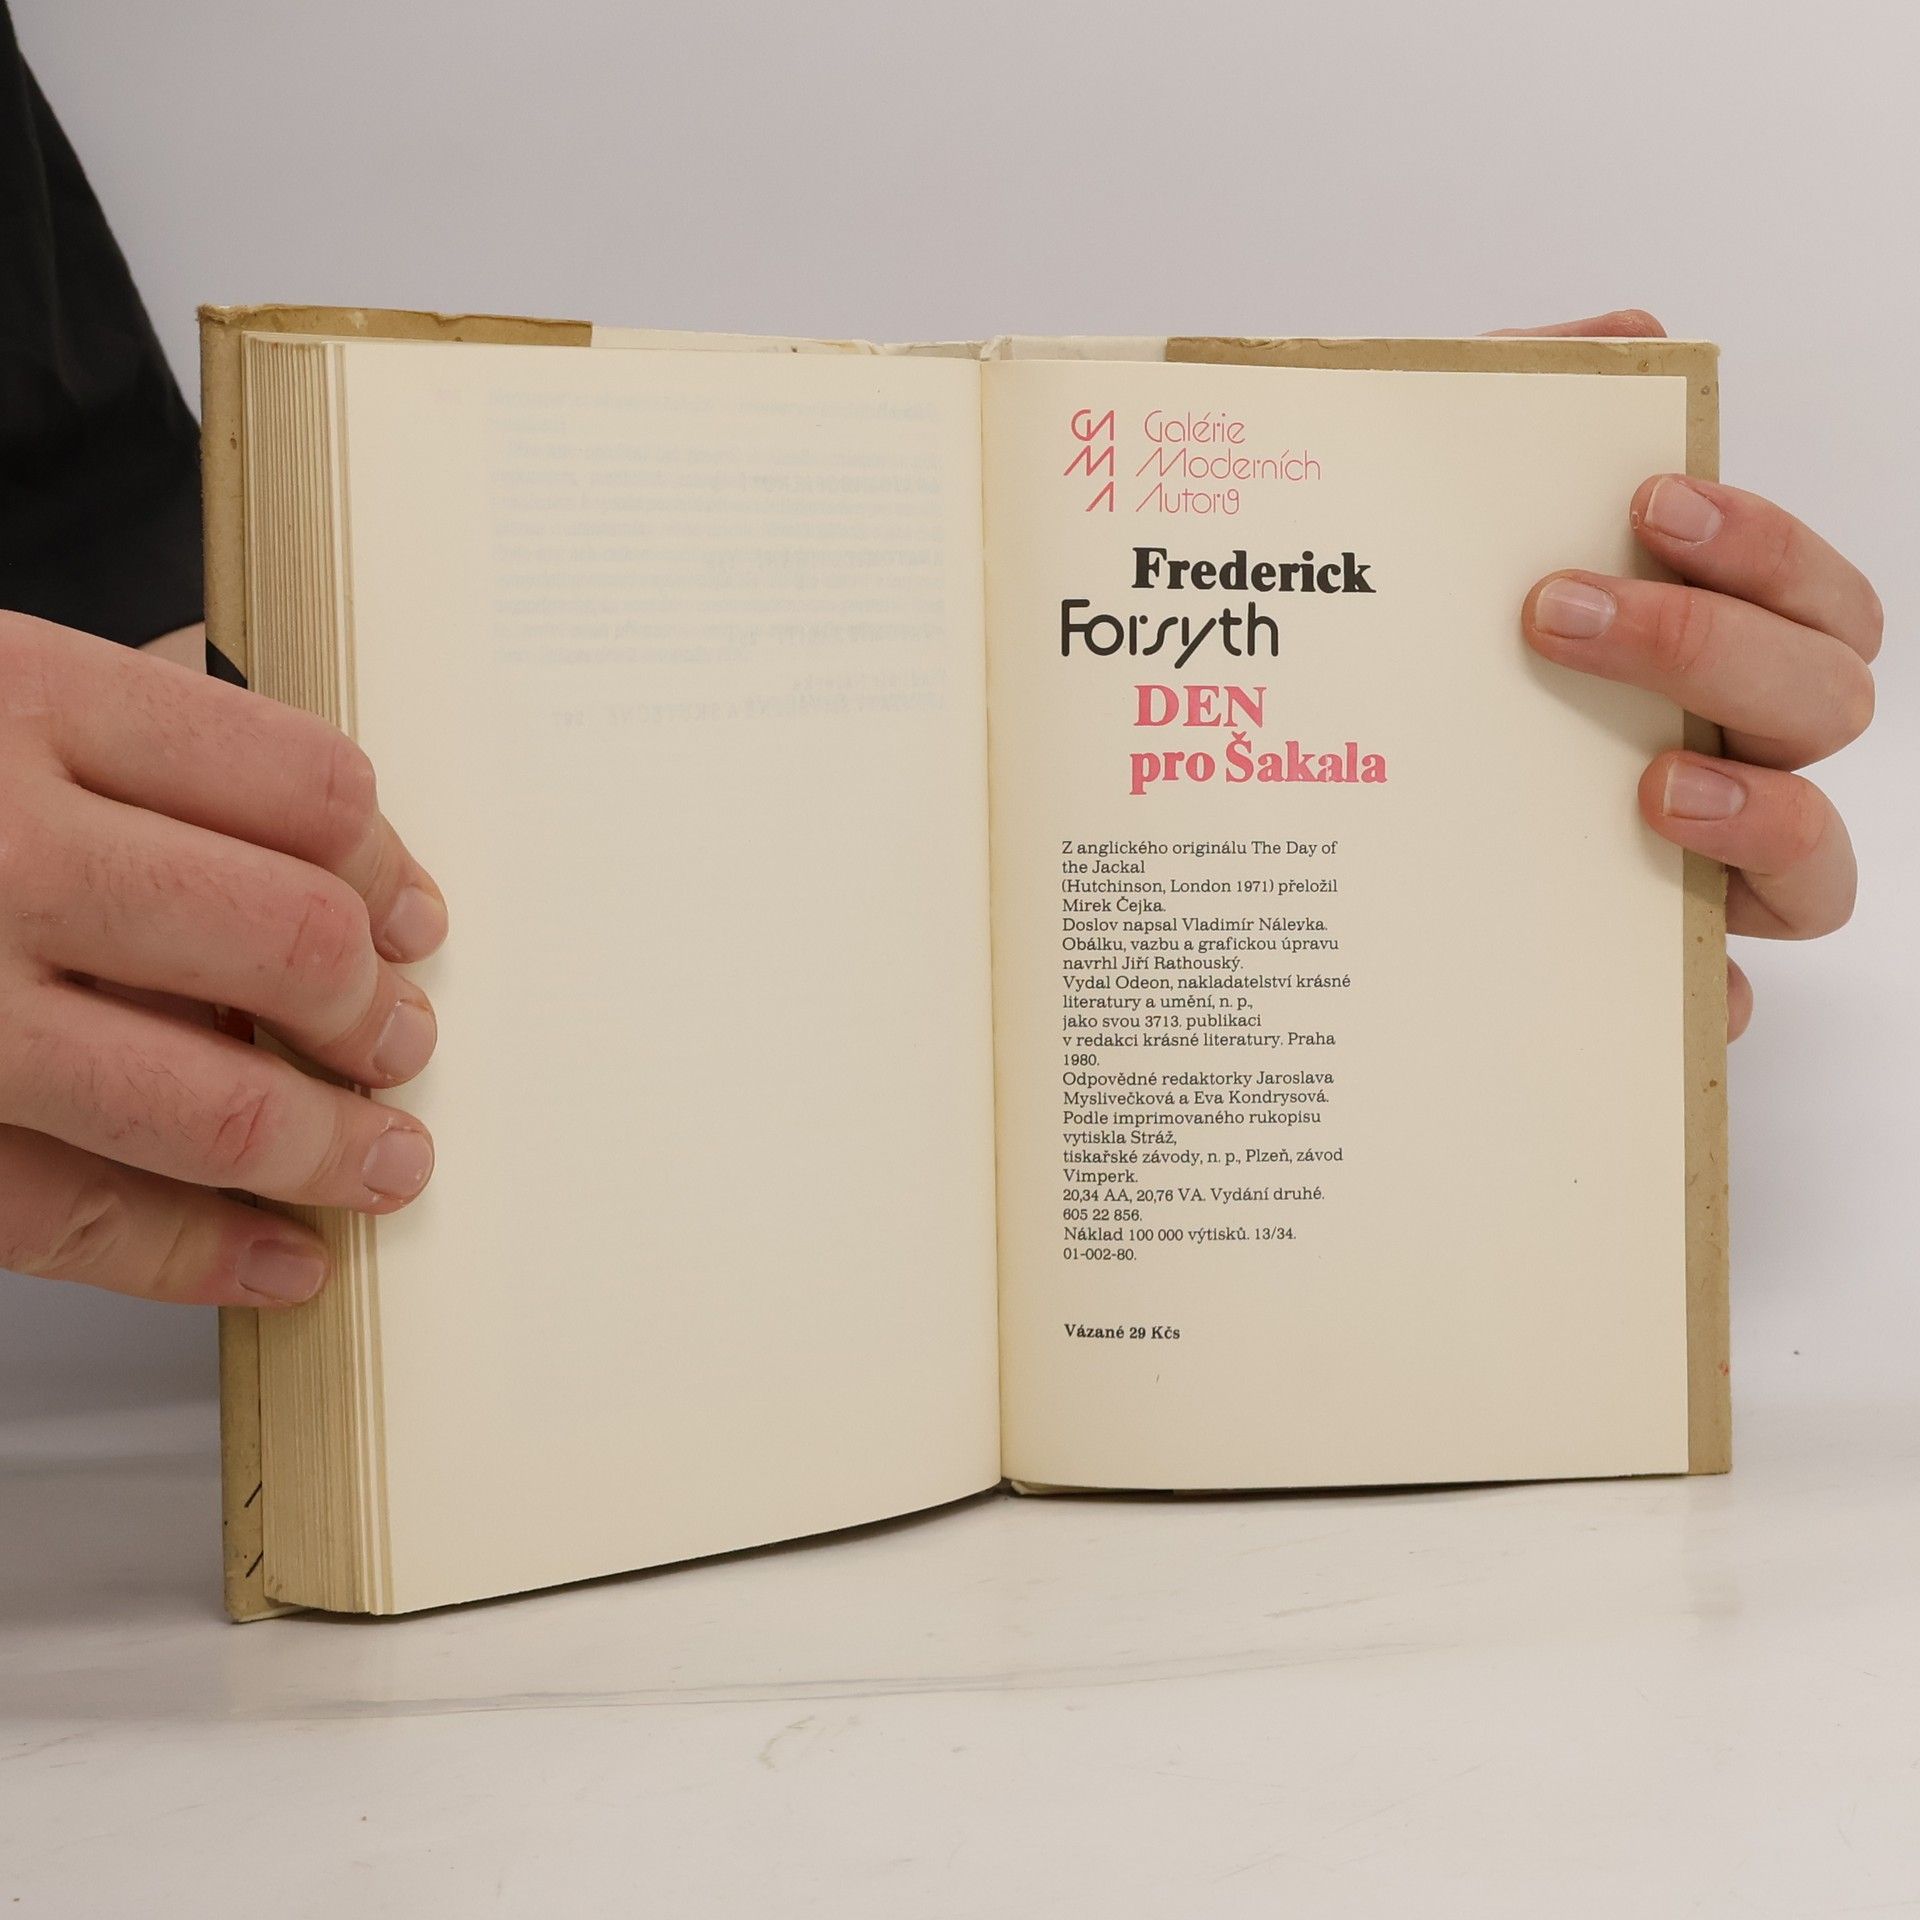 Galérie
Moderních
Autorů
Frederick
Forsyth
DEN
pro Šakala
Z anglického originálu The Day of
the Jackal
(Hutchinson, London 1971) přeložil
Mirek Čejka.
Doslov napsal Vladimír Nálevka.
Obálku, vazbu a grafickou úpravu
navrhl Jiří Rathouský.
Vydal Odeon, nakladatelství krásné
literatury a umění, n. p.,
jako svou 3713. publikaci
v redakci krásné literatury. Praha
1980.
Odpovědné redaktorky Jaroslava
Myslivečková a Eva Kondrysová.
Podle imprimovaného rukopisu
vytiskla Stráž,
tiskařské závody, n. p., Plzeň, závod
Vimperk.
20,34 AA, 20,76 VA. Vydání druhé.
605 22 856.
Náklad 100 000 výtisků. 13/34.
01-002-80.
Vázané 29 Kčs